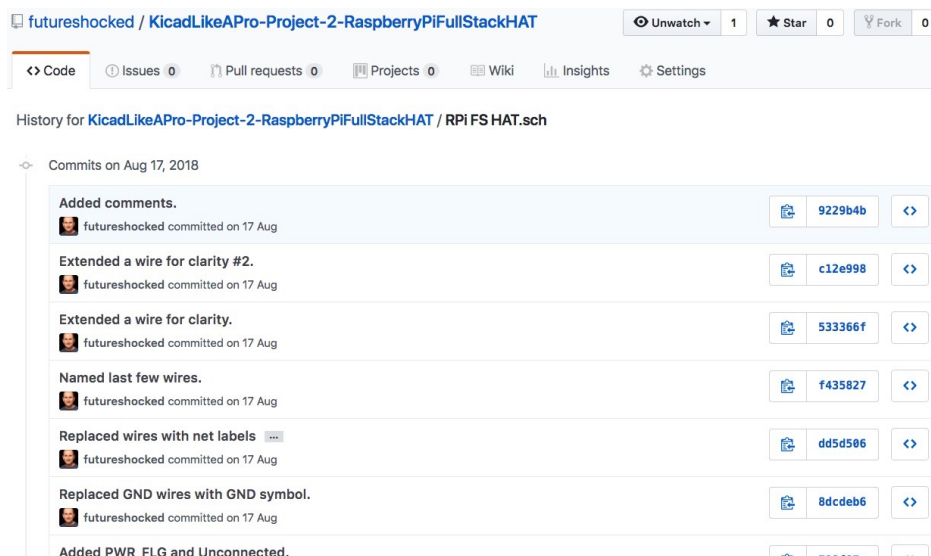 futureshocked / KicadLikeAPro-Project-2-RaspberryPiFullStackHAT Unwatch 1 Star 0 Fork 0
<> Code Issues 0 Pull requests 0 Projects 0 Wiki Insights Settings
History for KicadLikeAPro-Project-2-RaspberryPiFullStackHAT / RPi FS HAT.sch
Commits on Aug 17, 2018
Added comments.
futureshocked committed on 17 Aug 9229b4b <>
Extended a wire for clarity #2.
futureshocked committed on 17 Aug c12e998 <>
Extended a wire for clarity.
futureshocked committed on 17 Aug 533366f <>
Named last few wires.
futureshocked committed on 17 Aug f435827 <>
Replaced wires with net labels ...
futureshocked committed on 17 Aug dd5d506 <>
Replaced GND wires with GND symbol.
futureshocked committed on 17 Aug 8dcdeb6 <>
Added PWR_FLG and Unconnected.